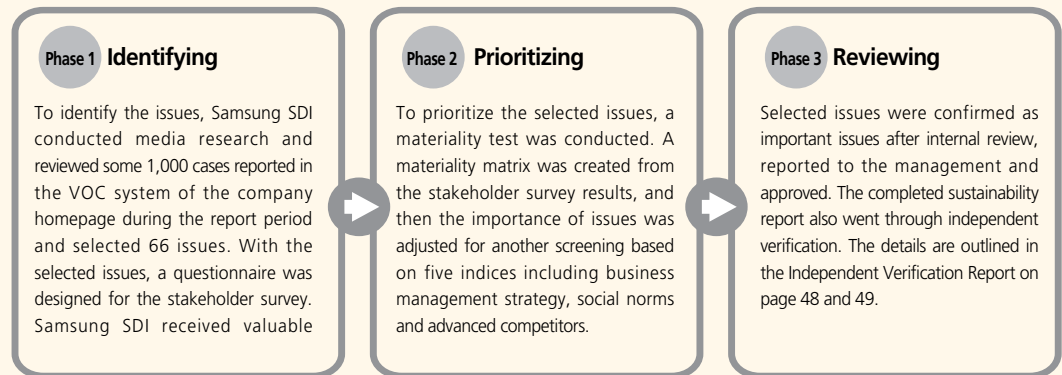 Phase 1 Identifying
To identify the issues, Samsung SDI
conducted media research and
reviewed some 1,000 cases reported in
the VOC system of the company
homepage during the report period
and selected 66 issues. With the
selected issues, a questionnaire was
designed for the stakeholder survey.
Samsung SDI received valuable
Phase 2 Prioritizing
To prioritize the selected issues, a
materiality test was conducted. A
materiality matrix was created from
the stakeholder survey results, and
then the importance of issues was
adjusted for another screening based
on five indices including business
management strategy, social norms
and advanced competitors.
Phase 3 Reviewing
Selected issues were confirmed as
important issues after internal review,
reported to the management and
approved. The completed sustainability
report also went through independent
verification. The details are outlined in
the Independent Verification Report on
page 48 and 49.